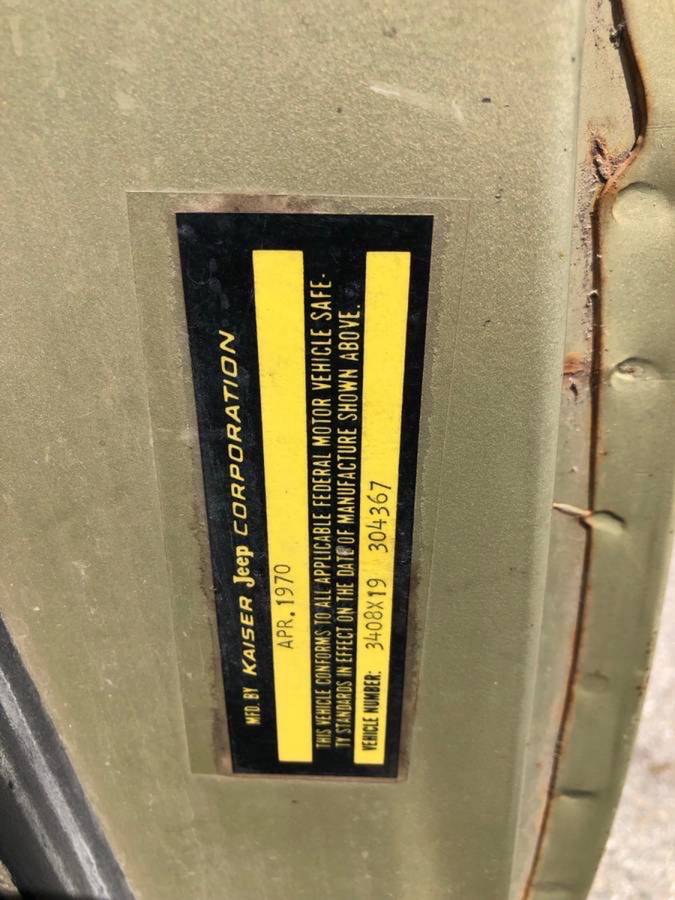 MFD. BY KAISER Jeep CORPORATION
APR. 1970
THIS VEHICLE CONFORMS TO ALL APPLICABLE FEDERAL MOTOR VEHICLE SAFE-
TY STANDARDS IN EFFECT ON THE DATE OF MANUFACTURE SHOWN ABOVE.
VEHICLE NUMBER: 3408X19 304367